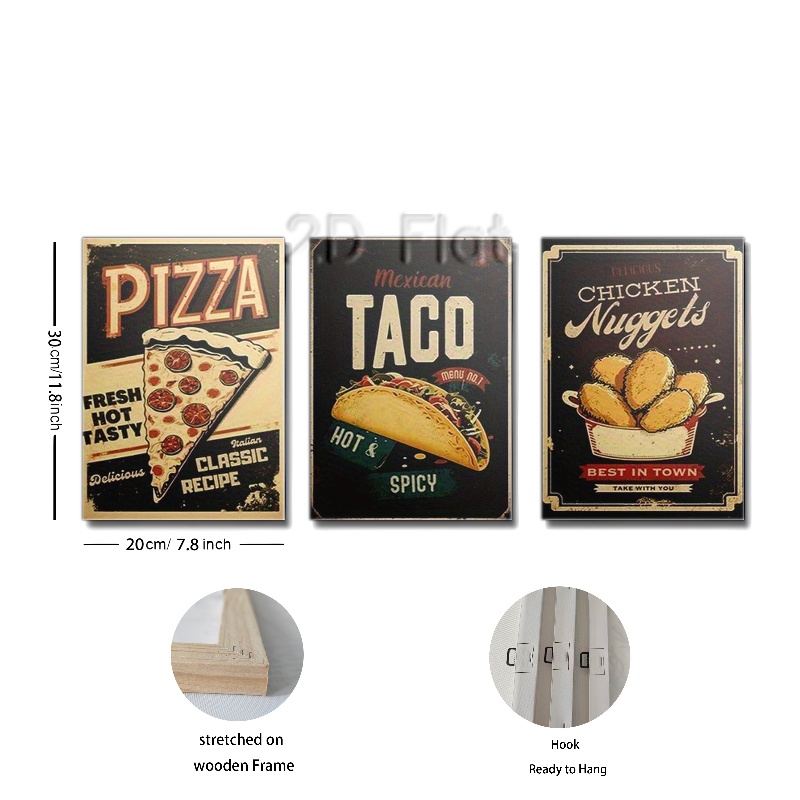 2D Flat
PIZZA
FRESH
HOT
TASTY
Delicious
Italian
CLASSIC
RECIPE
Mexican
TACO
MENU NO.1
HOT &
SPICY
DELICIOUS
CHICKEN
Nuggets
BEST IN TOWN
TAKE WITH YOU
30cm/11.8inch
20cm/ 7.8 inch
stretched on
wooden Frame
Hook
Ready to Hang